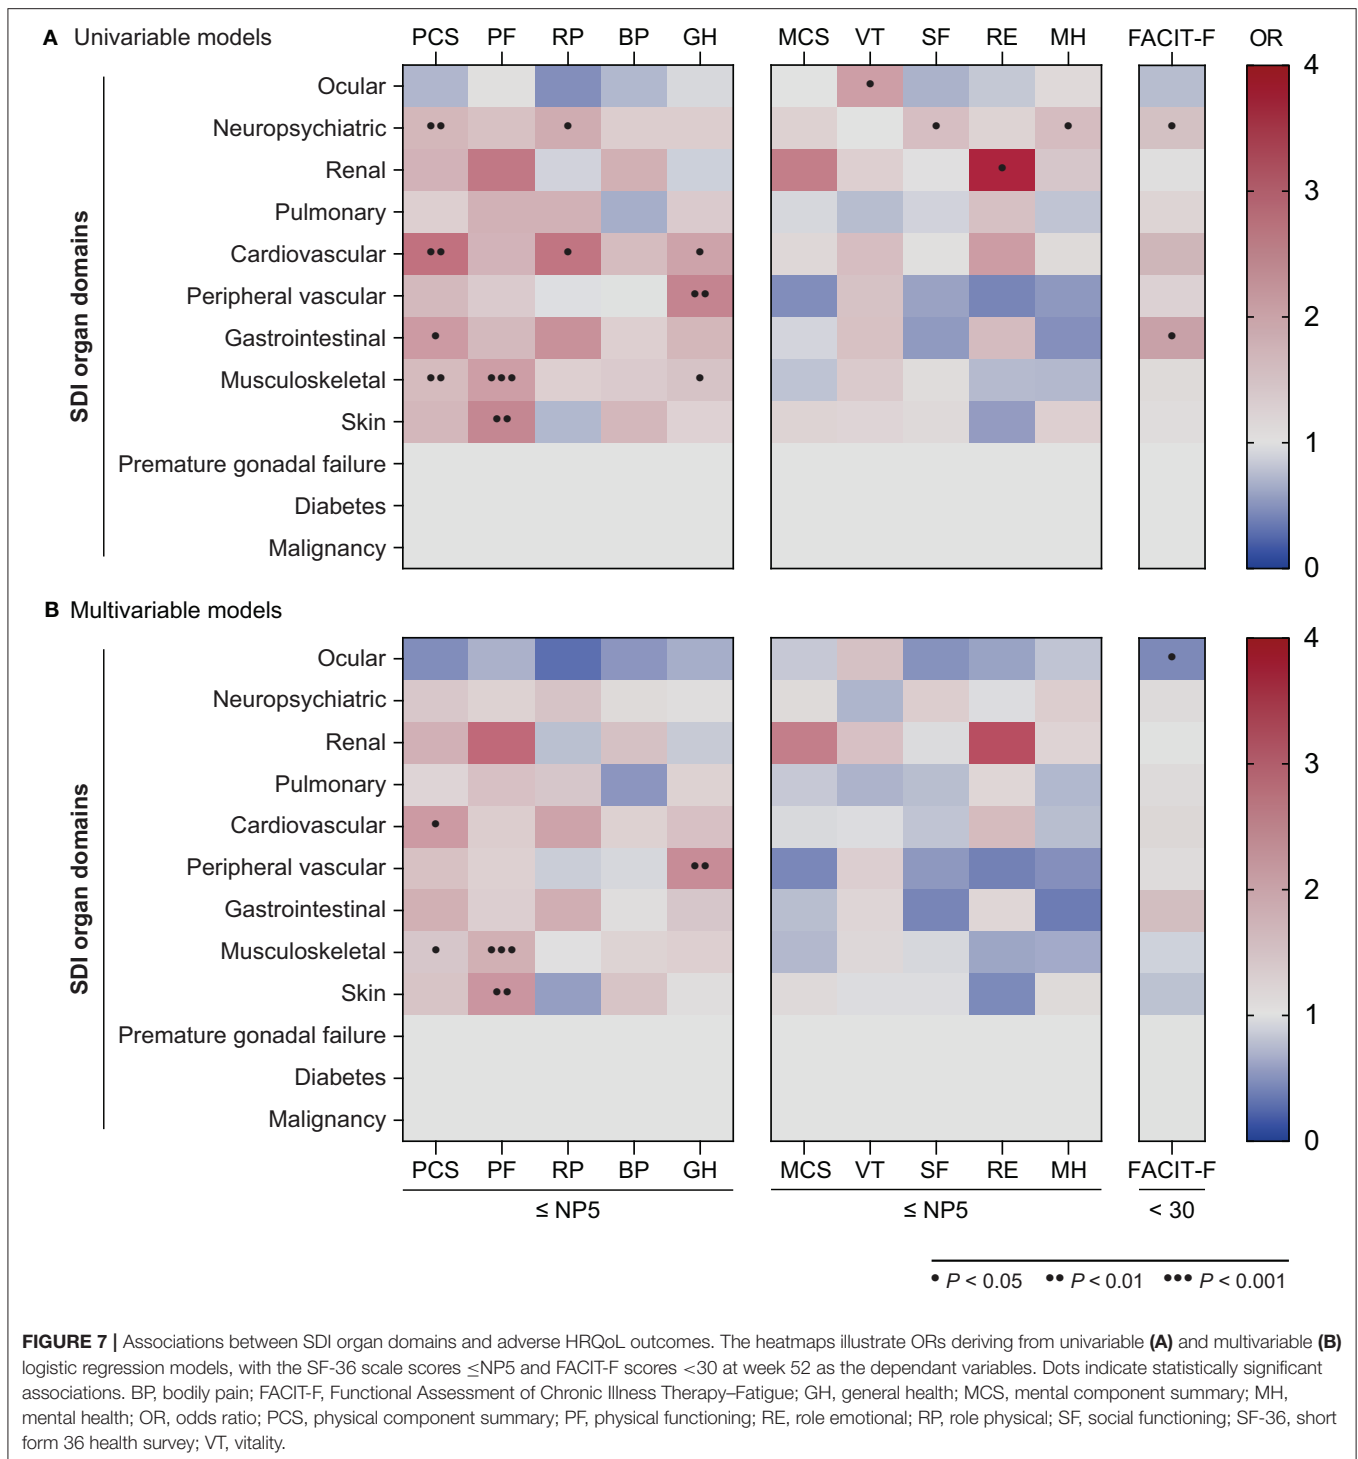 A Univariable models
PCS PF RP BP GH MCS VT SF RE MH FACIT-F OR
SDI organ domains
Ocular
Neuropsychiatric
Renal
Pulmonary
Cardiovascular
Peripheral vascular
Gastrointestinal
Musculoskeletal
Skin
Premature gonadal failure
Diabetes
Malignancy
4
3
2
1
0
B Multivariable models
SDI organ domains
Ocular
Neuropsychiatric
Renal
Pulmonary
Cardiovascular
Peripheral vascular
Gastrointestinal
Musculoskeletal
Skin
Premature gonadal failure
Diabetes
Malignancy
4
3
2
1
0
PCS PF RP BP GH MCS VT SF RE MH FACIT-F
≤ NP5 ≤ NP5 < 30
• P < 0.05 •• P < 0.01 ••• P < 0.001
FIGURE 7 | Associations between SDI organ domains and adverse HRQoL outcomes. The heatmaps illustrate ORs deriving from univariable (A) and multivariable (B)
logistic regression models, with the SF-36 scale scores ≤NP5 and FACIT-F scores <30 at week 52 as the dependant variables. Dots indicate statistically significant
associations. BP, bodily pain; FACIT-F, Functional Assessment of Chronic Illness Therapy–Fatigue; GH, general health; MCS, mental component summary; MH,
mental health; OR, odds ratio; PCS, physical component summary; PF, physical functioning; RE, role emotional; RP, role physical; SF, social functioning; SF-36, short
form 36 health survey; VT, vitality.